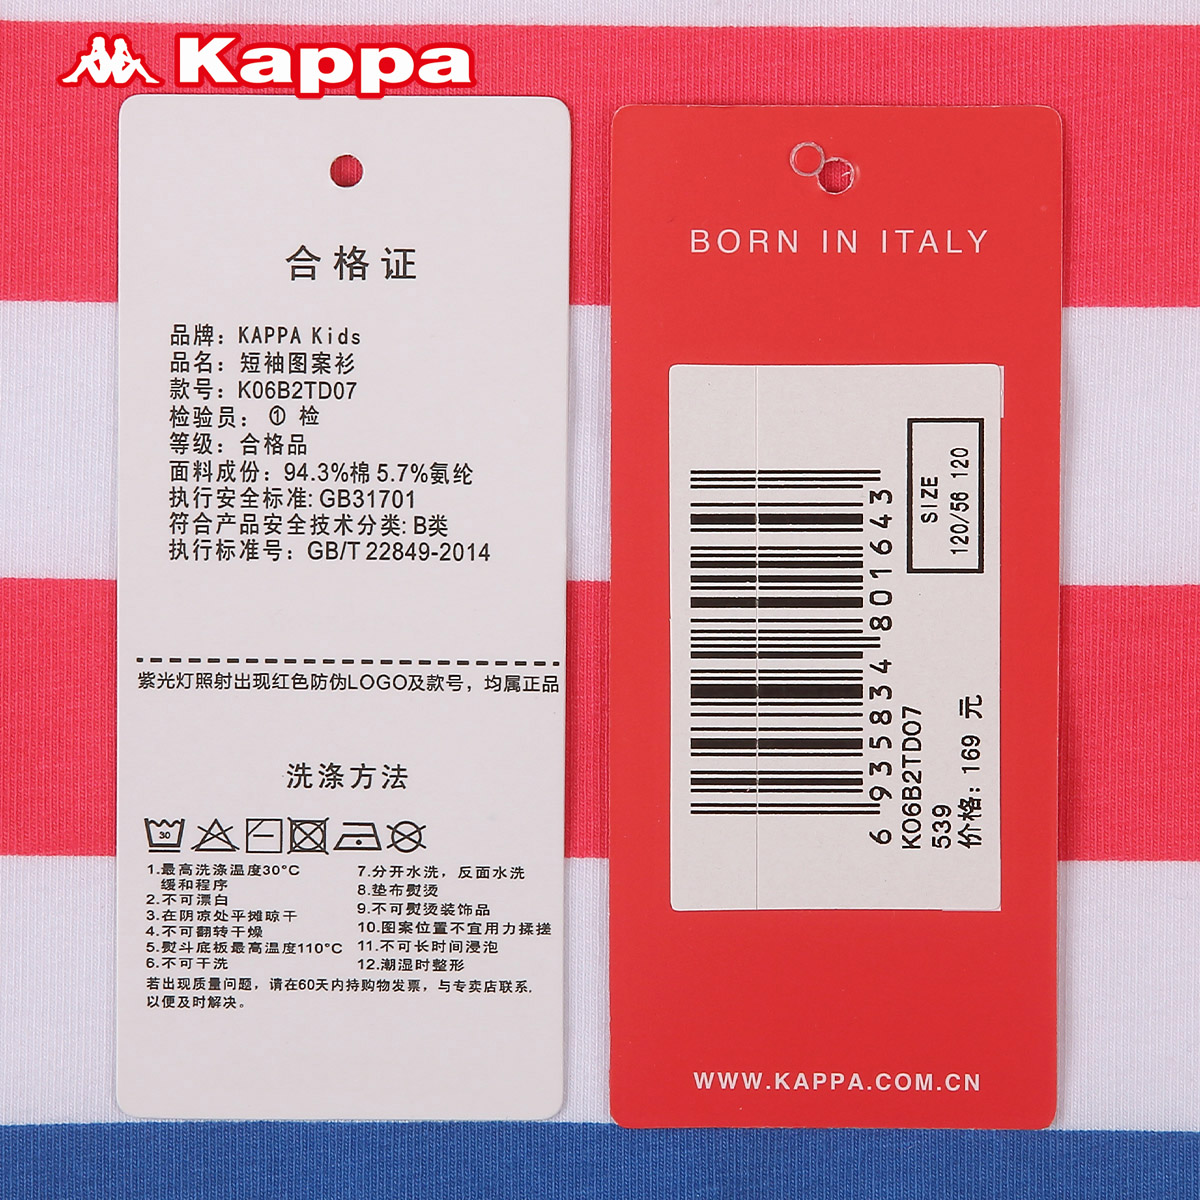 Kappa
合格证
品牌：KAPPA Kids
品名：短袖图案衫
款号：K06B2TD07
检验员：① 检
等级：合格品
面料成份：94.3%棉 5.7%氨纶
执行安全标准: GB31701
符合产品安全技术分类: B类
执行标准号：GB/T 22849-2014
紫光灯照射出现红色防伪LOGO及款号，均属正品
洗涤方法
30
1.最高洗涤温度30°C
缓和程序
2.不可漂白
3.在阴凉处平摊晾干
4.不可翻转干燥
5.熨斗底板最高温度110°C
6.不可干洗
7.分开水洗，反面水洗
8.垫布熨烫
9.不可熨烫装饰品
10.图案位置不宜用力揉搓
11.不可长时间浸泡
12.潮湿时整形
若出现质量问题，请在60天内持购物发票，与专卖店联系.
以便及时解决。
BORN IN ITALY
SIZE
120/56 120
6 935834 801643
K06B2TD07
539
价格: 169 元
WWW.KAPPA.COM.CN